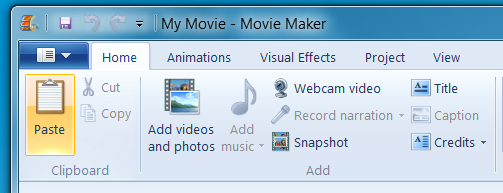 My Movie - Movie Maker
Home Animations Visual Effects Project View
Paste
Cut
Copy
Clipboard
Add videos
and photos
Add
music
Webcam video
Record narration
Snapshot
Title
Caption
Credits
Add